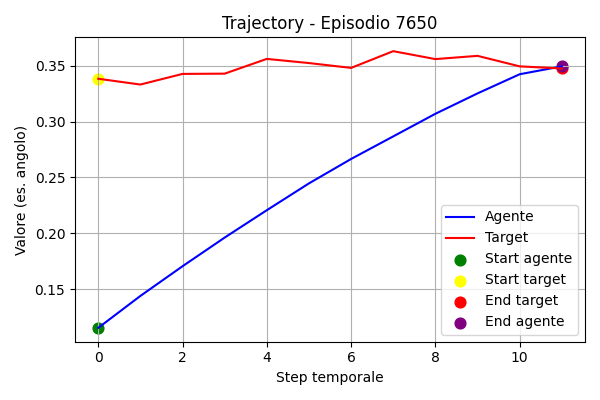 Trajectory - Episodio 7650
Valore (es. angolo)
0.35
0.30
0.25
0.20
0.15
0
2
4
6
8
10
Step temporale
Agente
Target
Start agente
Start target
End target
End agente